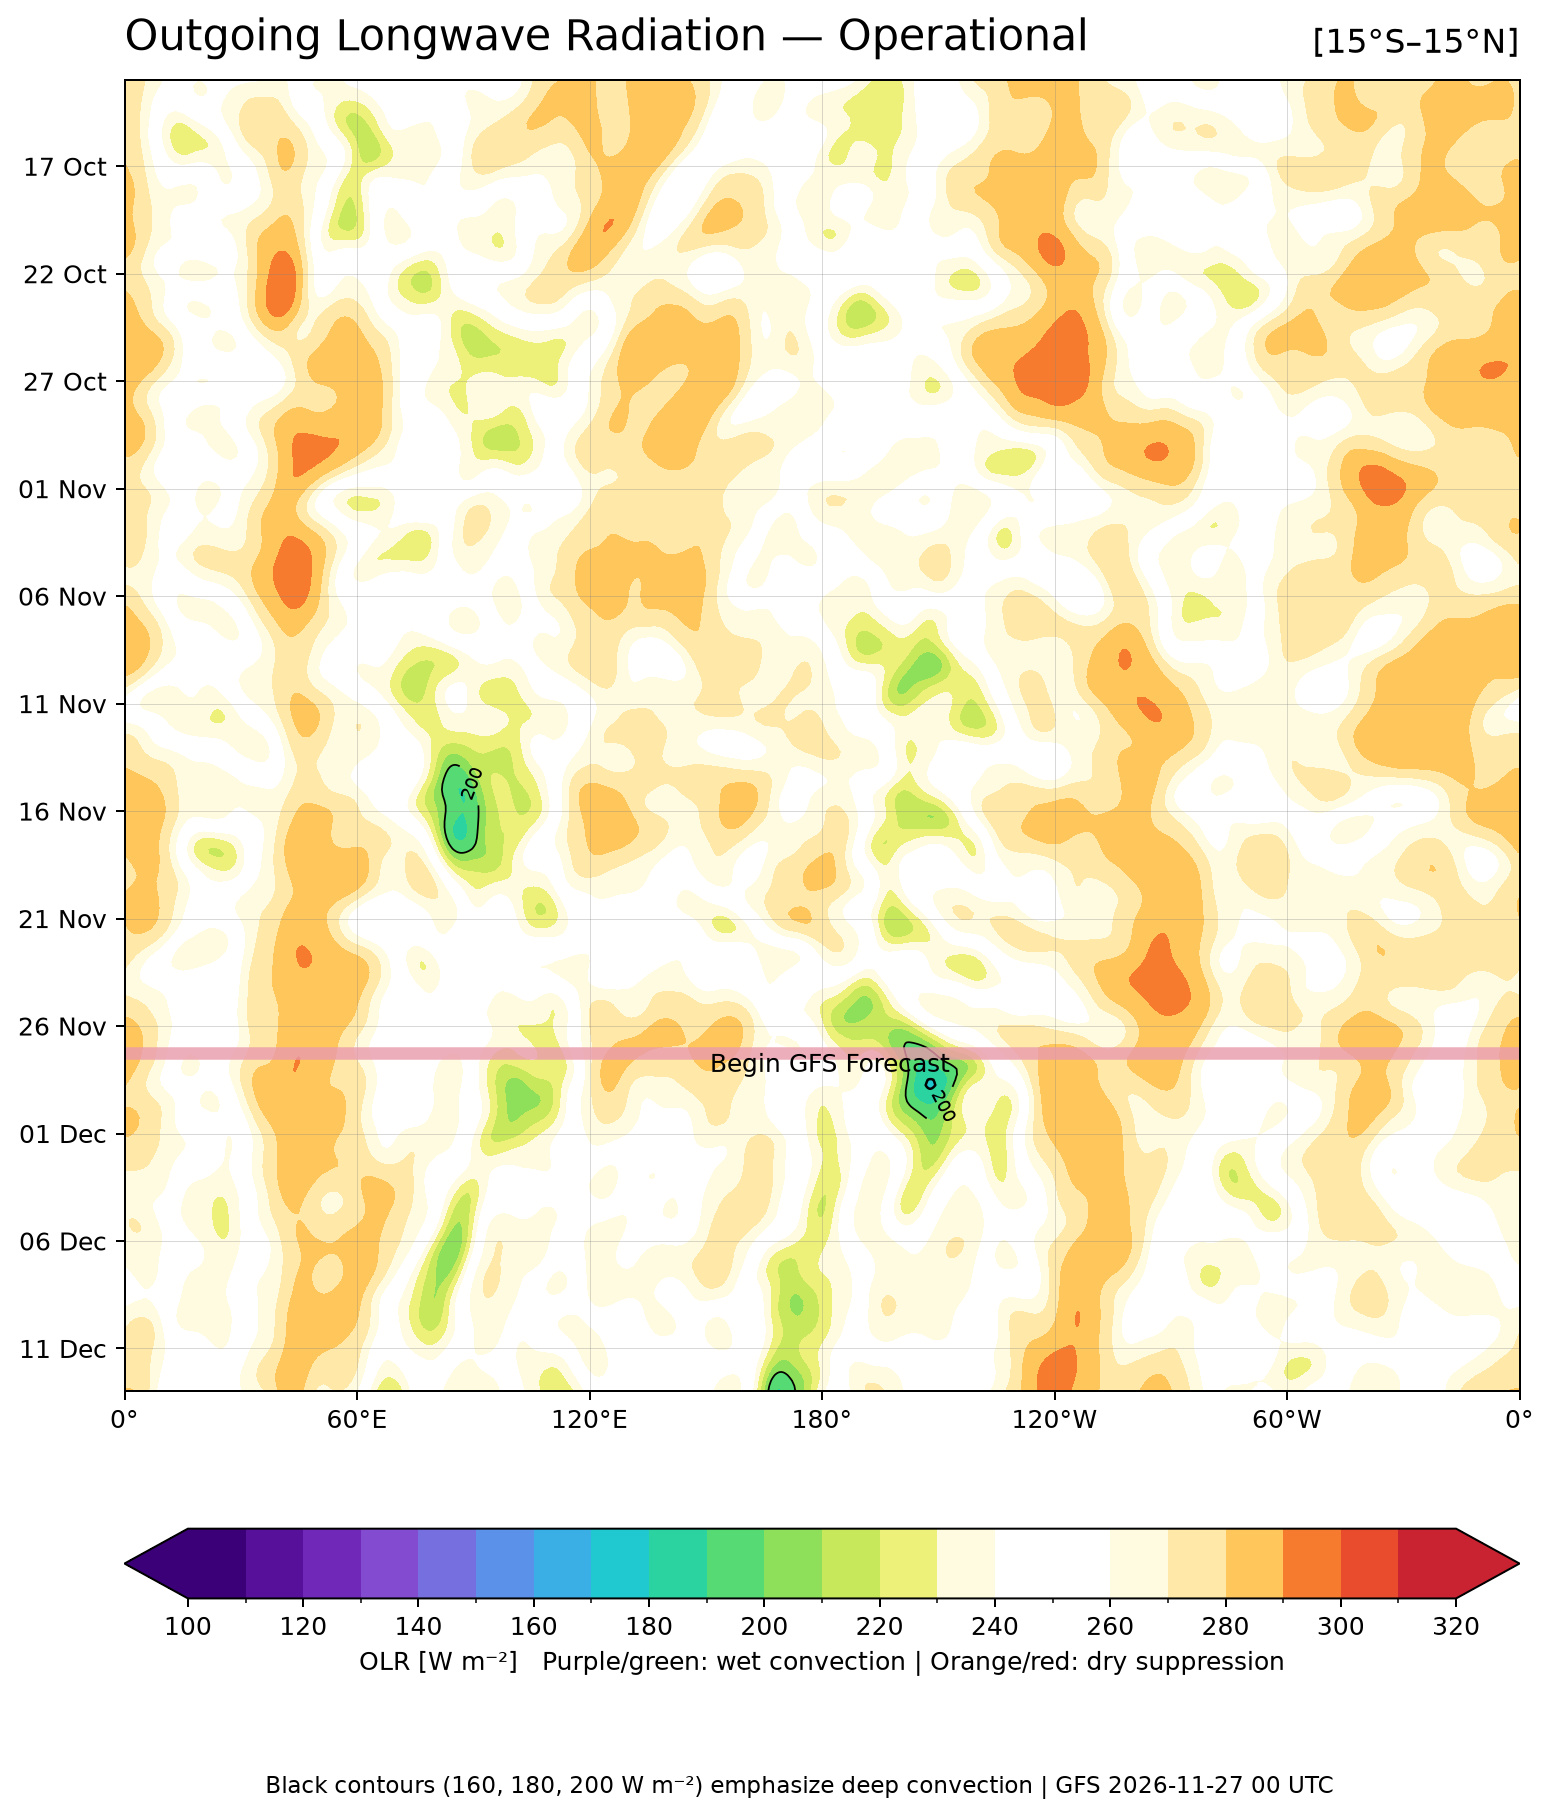 Outgoing Longwave Radiation — Operational
[15°S–15°N]
17 Oct
22 Oct
27 Oct
01 Nov
06 Nov
11 Nov
200
16 Nov
21 Nov
26 Nov
Begin GFS Forecast
200
01 Dec
06 Dec
11 Dec
0° 60°E 120°E 180° 120°W 60°W 0°
100 120 140 160 180 200 220 240 260 280 300 320
OLR [W m⁻²] Purple/green: wet convection | Orange/red: dry suppression
Black contours (160, 180, 200 W m⁻²) emphasize deep convection | GFS 2026-11-27 00 UTC